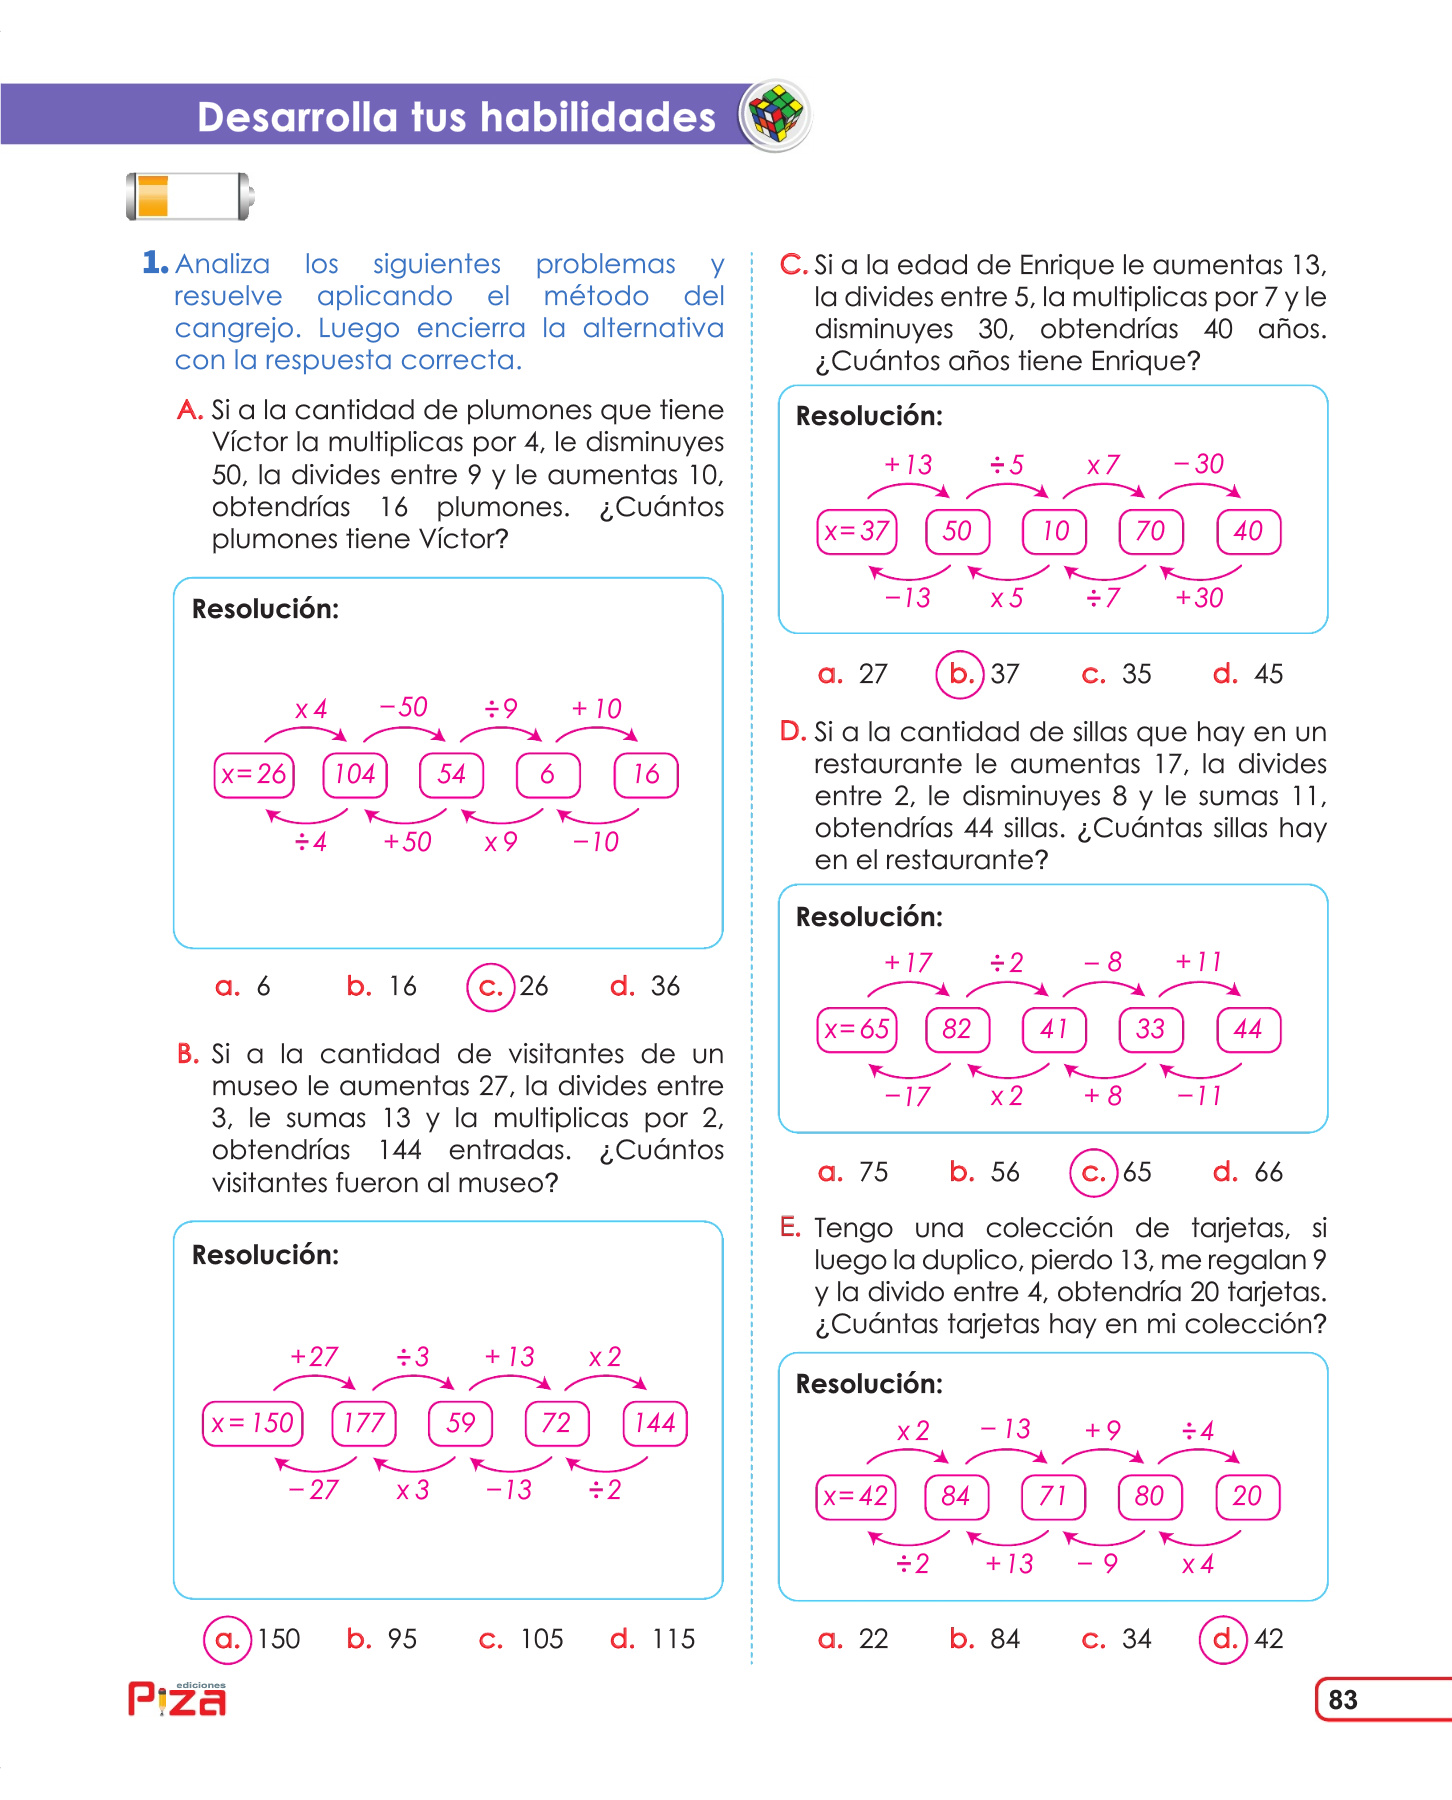 Desarrolla tus habilidades
1. Analiza los siguientes problemas y
resuelve aplicando el método del
cangrejo. Luego encierra la alternativa
con la respuesta correcta.
A. Si a la cantidad de plumones que tiene
Víctor la multiplicas por 4, le disminuyes
50, la divides entre 9 y le aumentas 10,
obtendrías 16 plumones. ¿Cuántos
plumones tiene Víctor?
Resolución:
x 4 −50 ÷9 + 10
x=26 104 54 6 16
÷4 +50 x 9 −10
a. 6 b. 16 c. 26 d. 36
B. Si a la cantidad de visitantes de un
museo le aumentas 27, la divides entre
3, le sumas 13 y la multiplicas por 2,
obtendrías 144 entradas. ¿Cuántos
visitantes fueron al museo?
Resolución:
+27 ÷3 + 13 x 2
x = 150 177 59 72 144
− 27 x 3 −13 ÷2
a. 150 b. 95 c. 105 d. 115
C. Si a la edad de Enrique le aumentas 13,
la divides entre 5, la multiplicas por 7 y le
disminuyes 30, obtendrías 40 años.
¿Cuántos años tiene Enrique?
Resolución:
+13 ÷5 x 7 − 30
x=37 50 10 70 40
−13 x 5 ÷7 +30
a. 27 b. 37 c. 35 d. 45
D. Si a la cantidad de sillas que hay en un
restaurante le aumentas 17, la divides
entre 2, le disminuyes 8 y le sumas 11,
obtendrías 44 sillas. ¿Cuántas sillas hay
en el restaurante?
Resolución:
+17 ÷2 − 8 +11
x=65 82 41 33 44
−17 x 2 + 8 −11
a. 75 b. 56 c. 65 d. 66
E. Tengo una colección de tarjetas, si
luego la duplico, pierdo 13, me regalan 9
y la divido entre 4, obtendría 20 tarjetas.
¿Cuántas tarjetas hay en mi colección?
Resolución:
x 2 − 13 + 9 ÷4
x=42 84 71 80 20
÷2 +13 − 9 x 4
a. 22 b. 84 c. 34 d. 42
ediciones
Piza
83